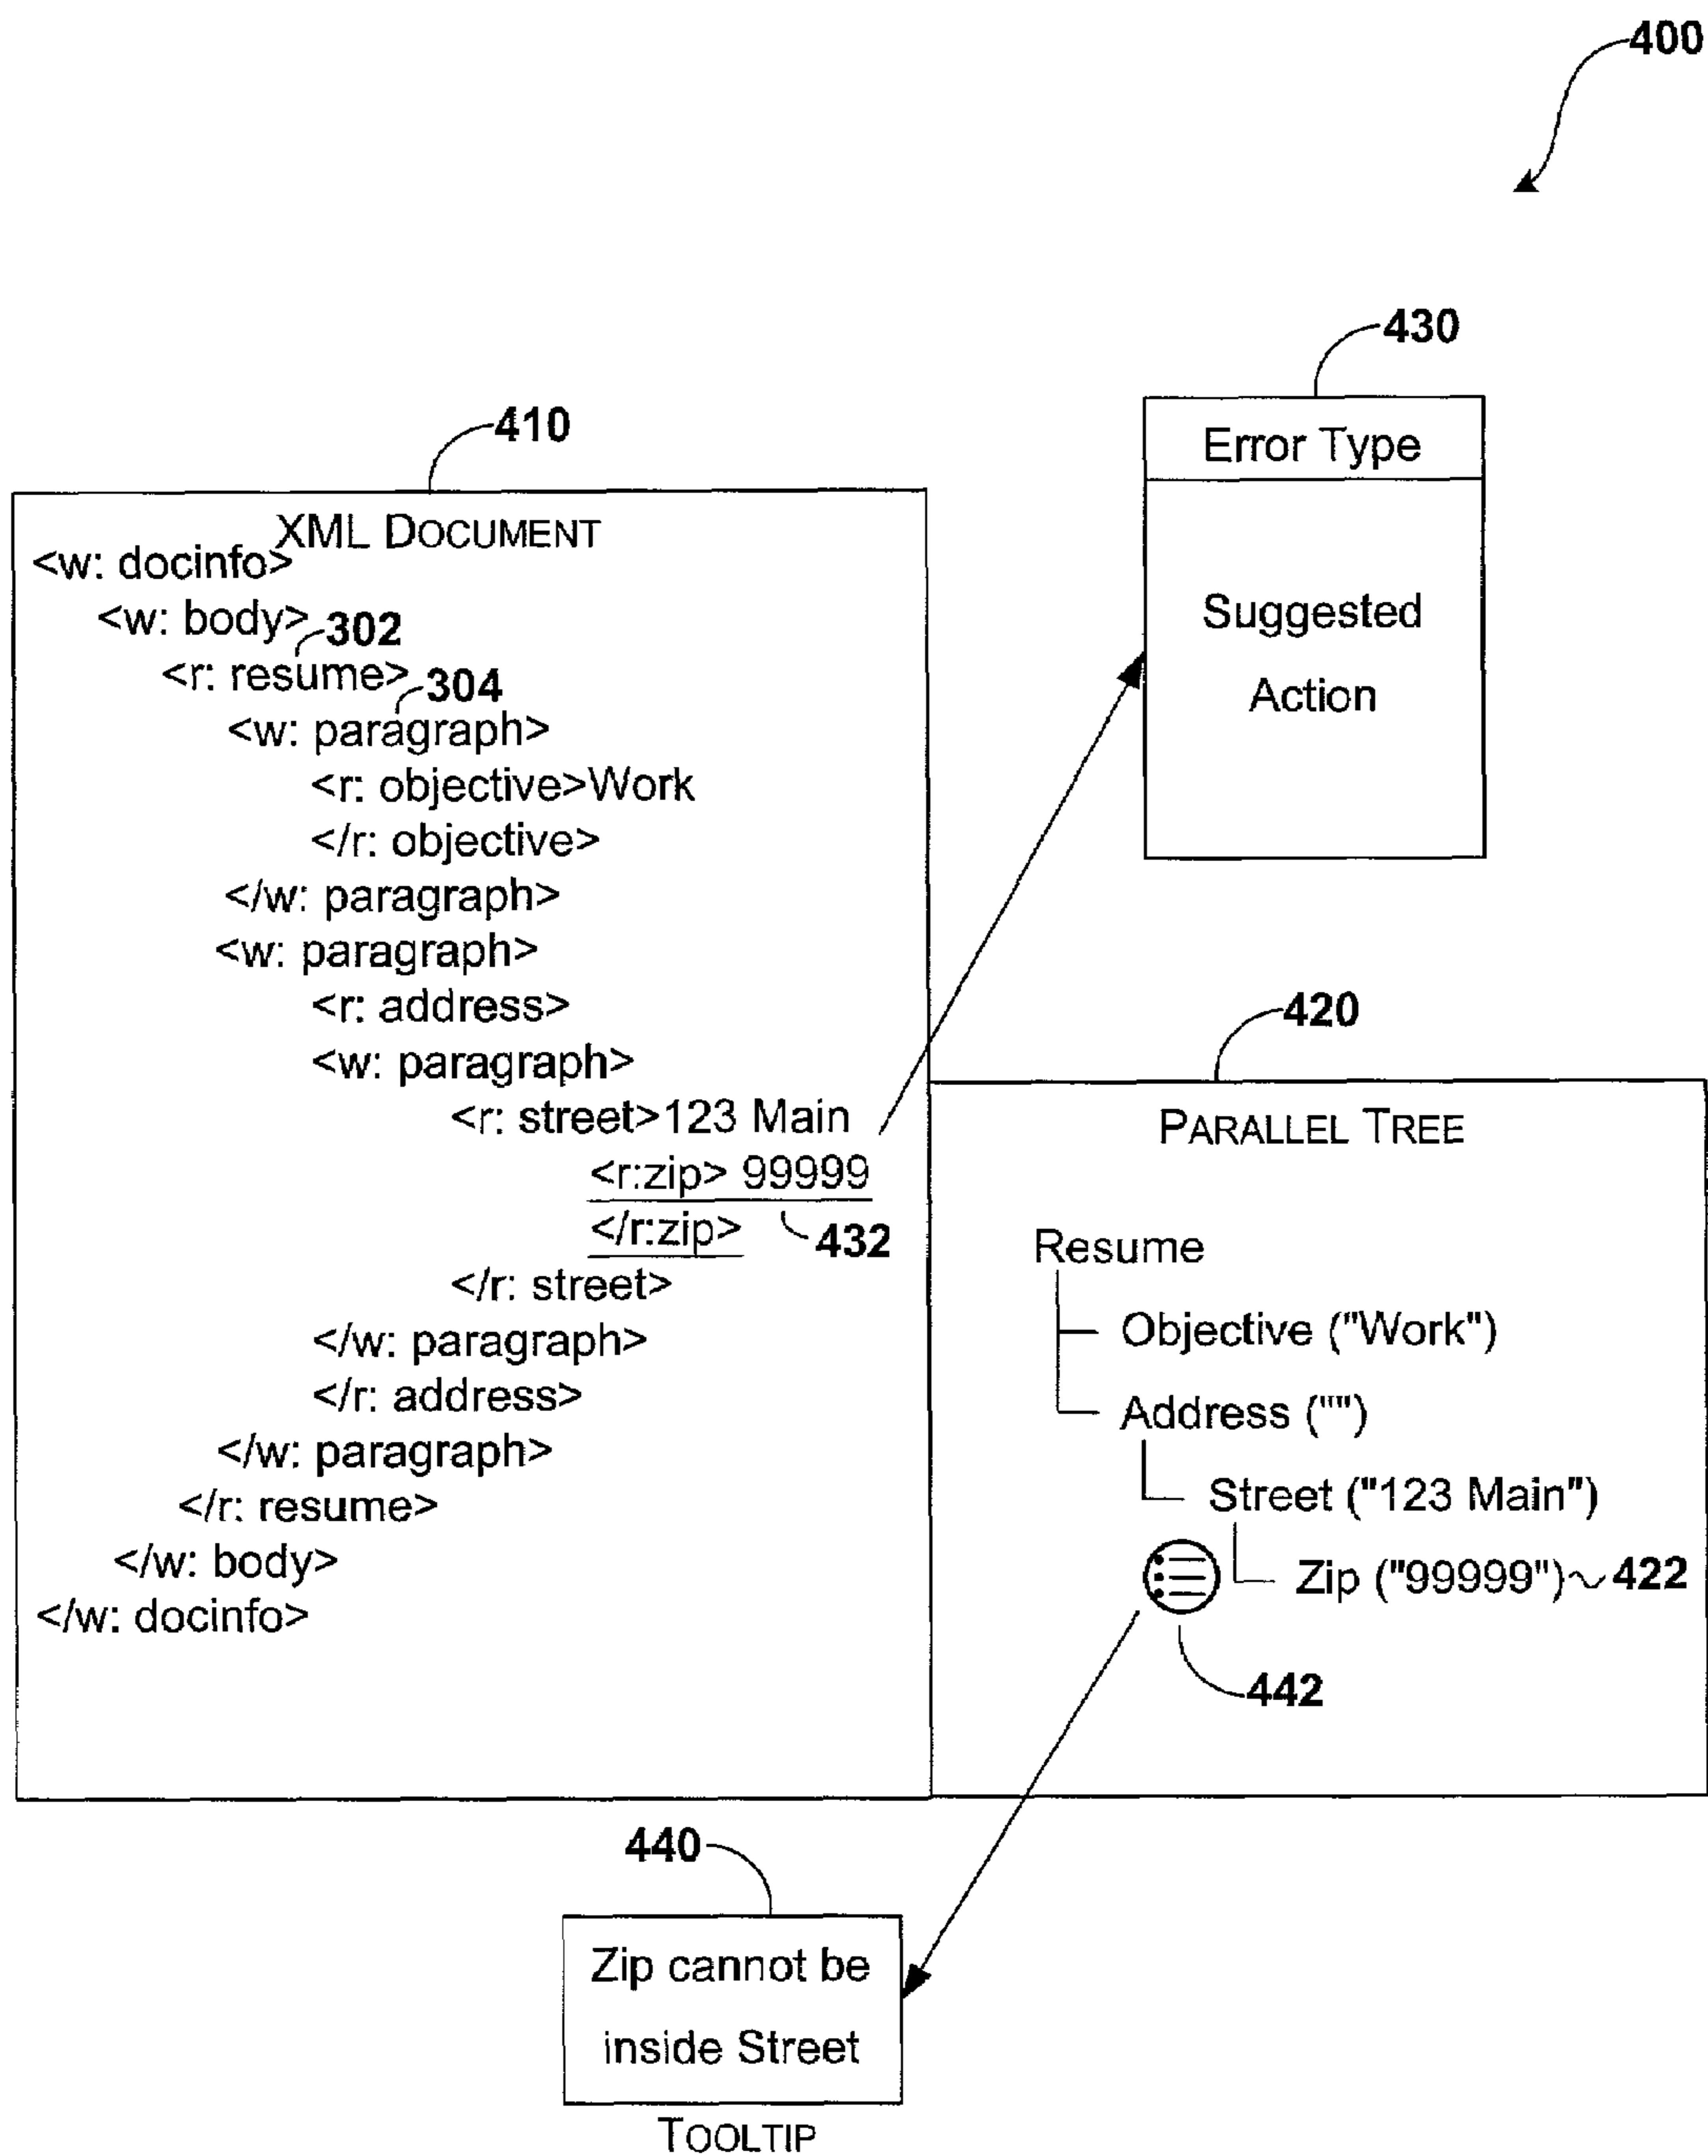 400
430
Error Type
Suggested
Action
410
XML DOCUMENT
<w: docinfo>
<w: body>
302
<r: resume>
304
<w: paragraph>
<r: objective>Work
</r: objective>
</w: paragraph>
<w: paragraph>
<r: address>
<w: paragraph>
<r: street>123 Main
<r:zip> 99999
</r:zip>
432
</r: street>
</w: paragraph>
</r: address>
</w: paragraph>
</r: resume>
</w: body>
</w: docinfo>
420
PARALLEL TREE
Resume
Objective ("Work")
Address ("")
Street ("123 Main")
Zip ("99999") 422
442
440
Zip cannot be
inside Street
TOOLTIP